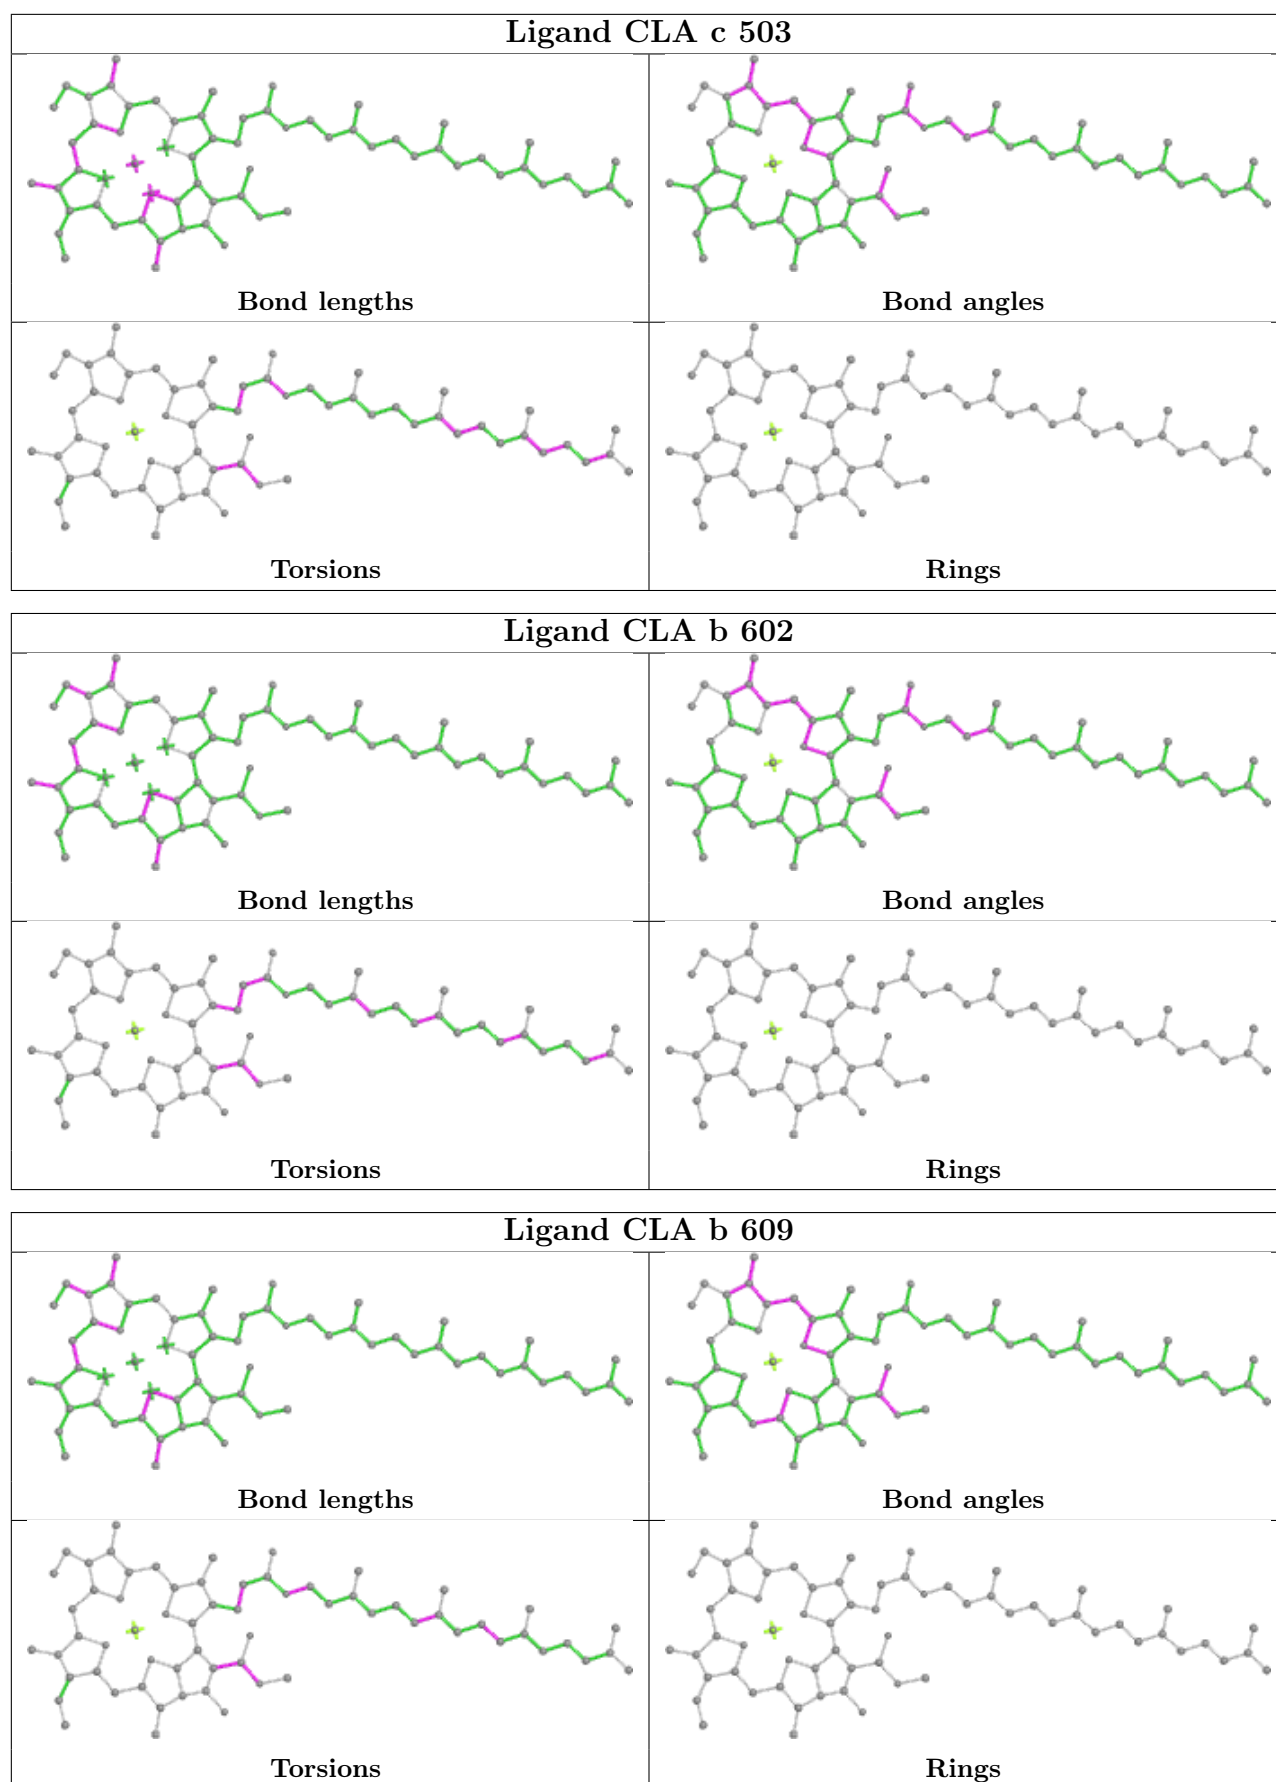 Ligand CLA c 503
Bond lengths
Bond angles
Torsions
Rings
Ligand CLA b 602
Bond lengths
Bond angles
Torsions
Rings
Ligand CLA b 609
Bond lengths
Bond angles
Torsions
Rings